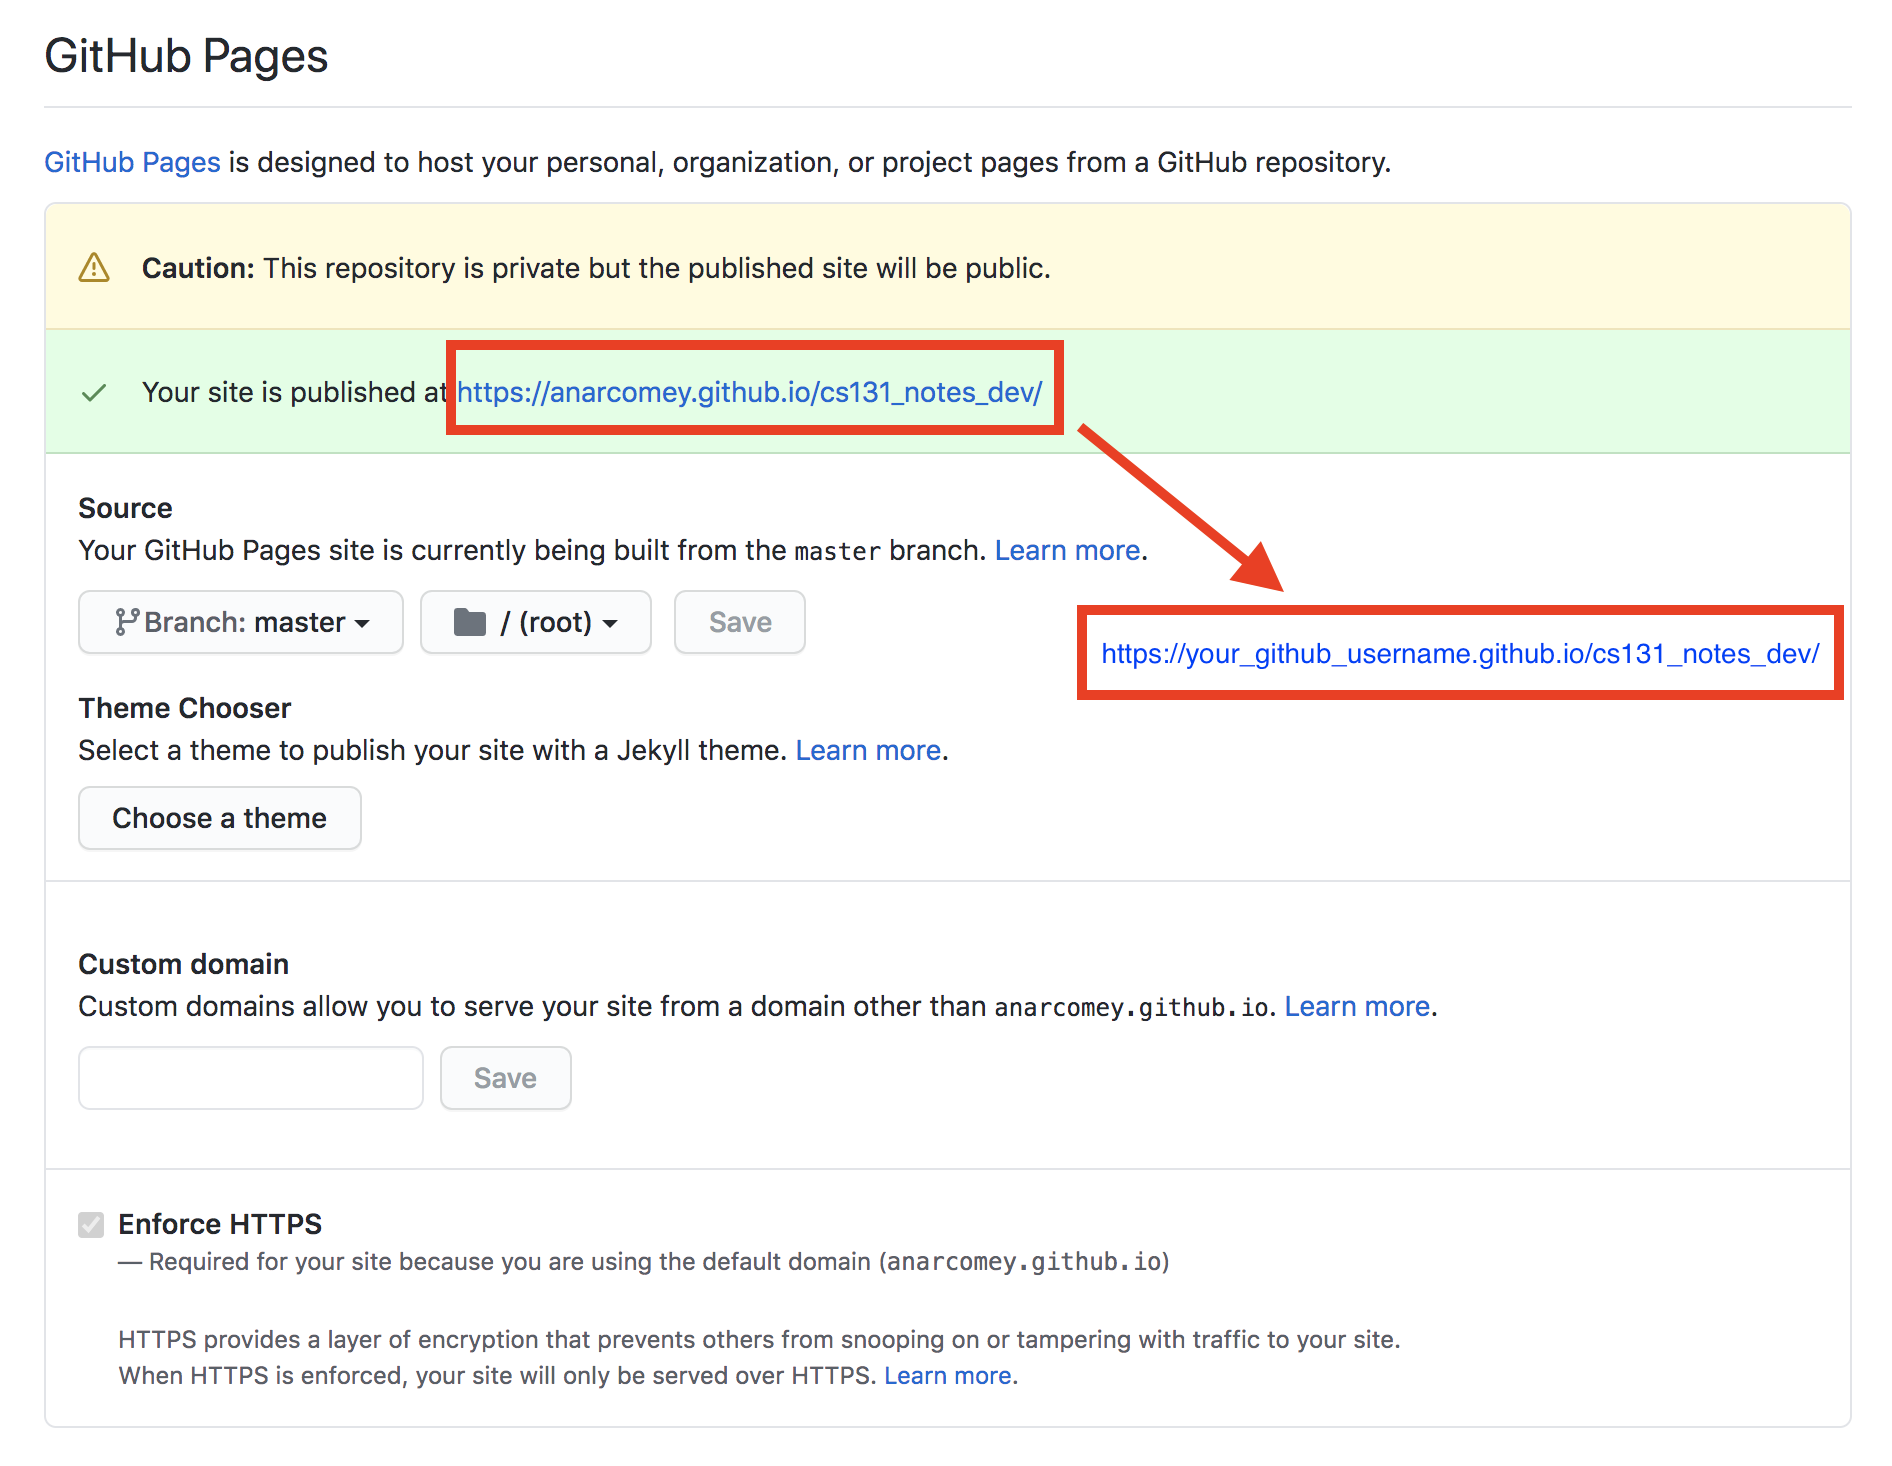 GitHub Pages
GitHub Pages is designed to host your personal, organization, or project pages from a GitHub repository.
Caution: This repository is private but the published site will be public.
Your site is published at https://anarcomey.github.io/cs131_notes_dev/
Source
Your GitHub Pages site is currently being built from the master branch. Learn more.
Branch: master / (root) Save
https://your_github_username.github.io/cs131_notes_dev/
Theme Chooser
Select a theme to publish your site with a Jekyll theme. Learn more.
Choose a theme
Custom domain
Custom domains allow you to serve your site from a domain other than anarcomey.github.io. Learn more.
Save
Enforce HTTPS
— Required for your site because you are using the default domain (anarcomey.github.io)
HTTPS provides a layer of encryption that prevents others from snooping on or tampering with traffic to your site.
When HTTPS is enforced, your site will only be served over HTTPS. Learn more.